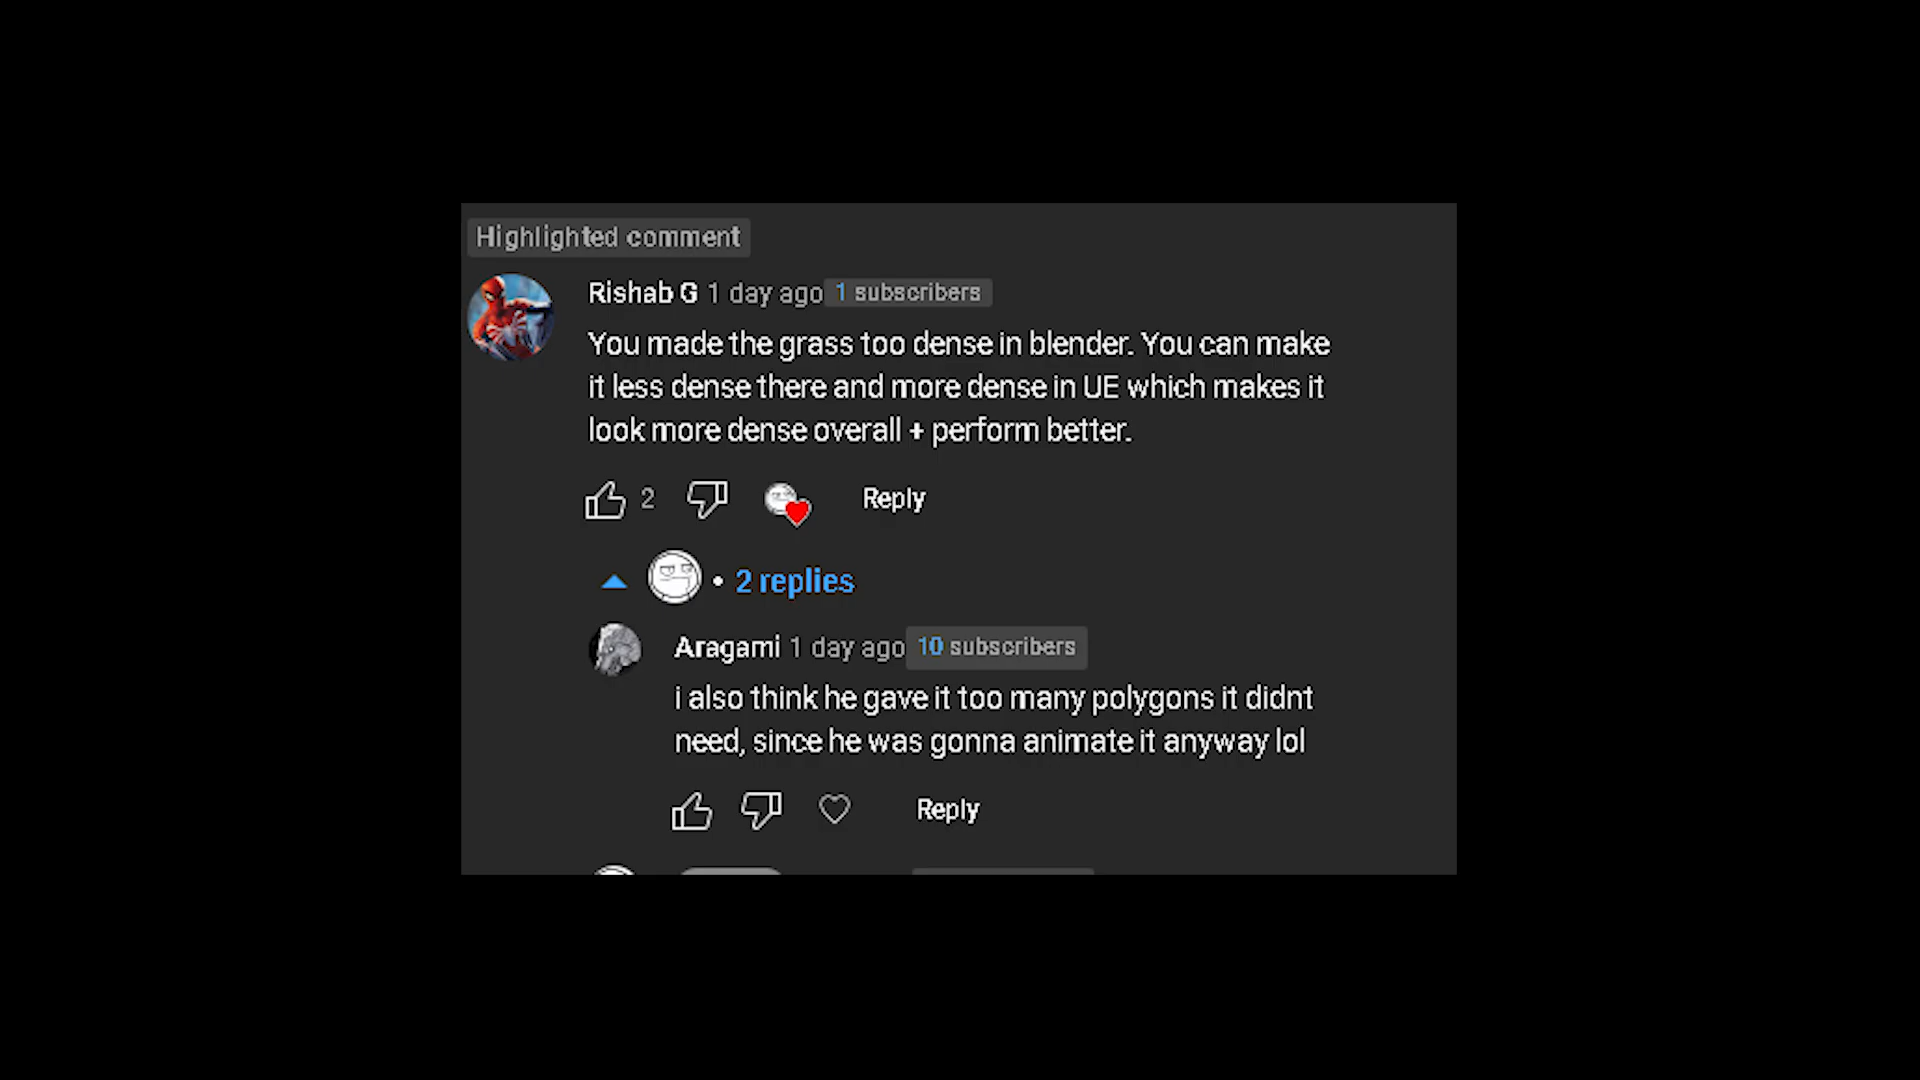 Highlighted comment
Rishab G 1 day ago 1 subscribers
You made the grass too dense in blender. You can make
it less dense there and more dense in UE which makes it
look more dense overall + perform better.
2 Reply
• 2 replies
Aragami 1 day ago 10 subscribers
i also think he gave it too many polygons it didnt
need, since he was gonna animate it anyway lol
Reply